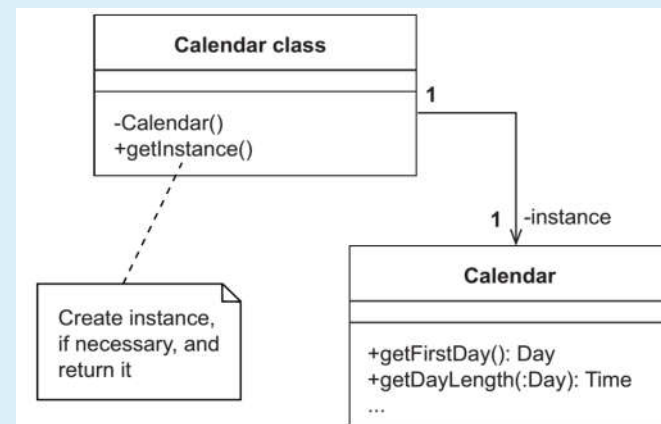 Calendar class
-Calendar()
+getInstance()
1
1
-instance
Create instance,
if necessary, and
return it
Calendar
+getFirstDay(): Day
+getDayLength(:Day): Time
...